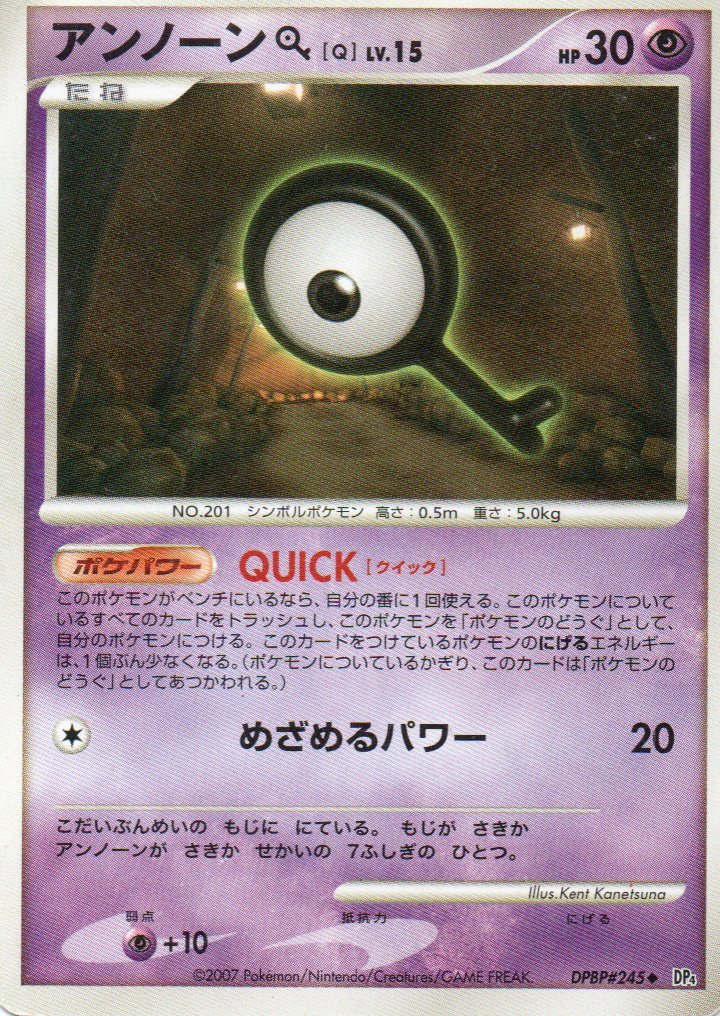 アンノーン [Q] LV.15 HP30
たね
NO.201 シンボルポケモン 高さ:0.5m 重さ:5.0kg
ポケパワー QUICK [クイック]
このポケモンがベンチにいるなら、自分の番に1回使える。このポケモンについて
いるすべてのカードをトラッシュし、このポケモンを「ポケモンのどうぐ」として、
自分のポケモンにつける。このカードをつけているポケモンのにげるエネルギー
は、1個ぶん少なくなる。(ポケモンについているかぎり、このカードは「ポケモンの
どうぐ」としてあつかわれる。)
めざめるパワー 20
こだいぶんめいの もじに にている。 もじが さきか
アンノーンが さきか せかいの 7ふしぎの ひとつ。
Illus.Kent Kanetsuna
弱点 抵抗力 にげる
+10
©2007 Pokémon/Nintendo/Creatures/GAME FREAK. DPBP#245◆ DP4